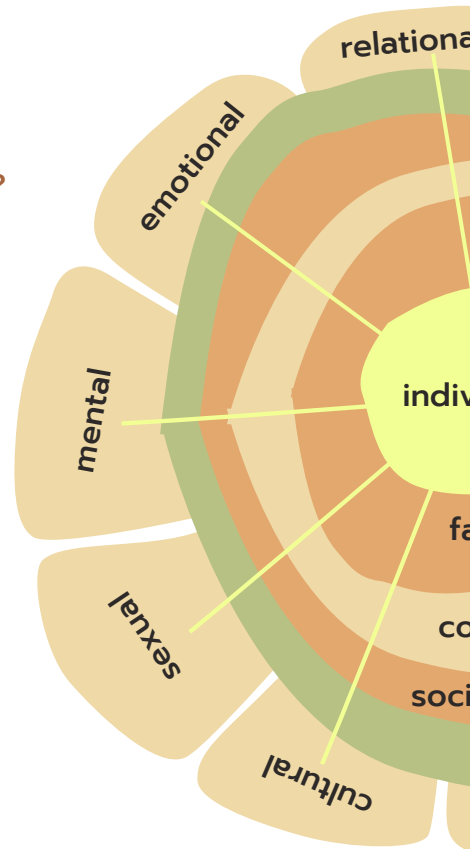 relationa
emotional
mental
sexual
cultural
indiv
fa
co
soci